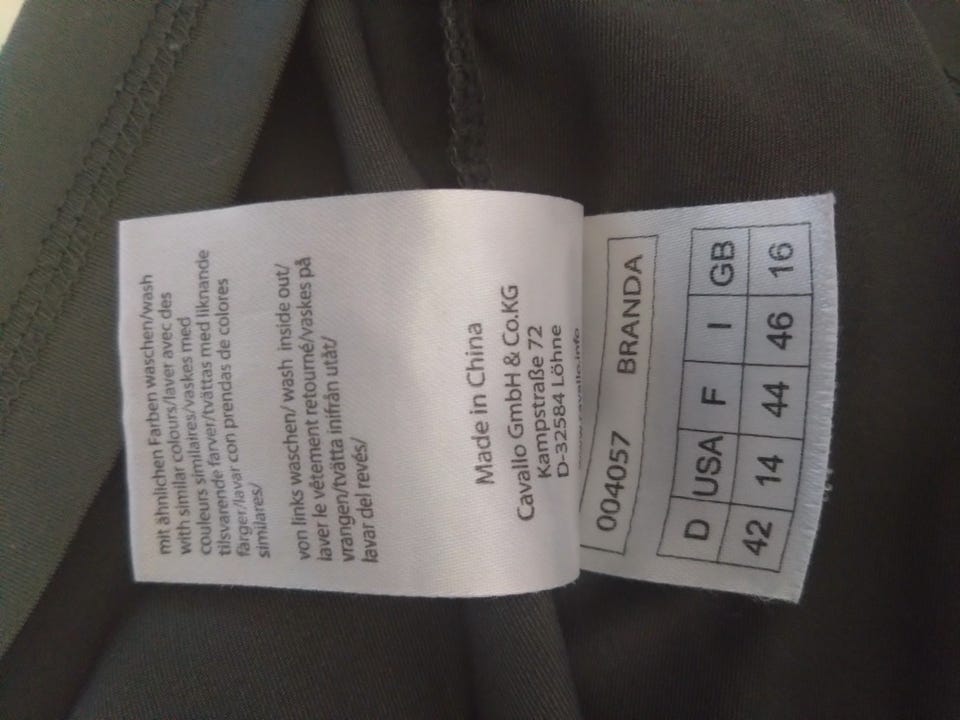 mit ähnlichen Farben waschen/wash
with similar colours/laver avec des
couleurs similaires/vaskes med
tilsvarende farver/tvättas med liknande
färger/lavar con prendas de colores
similares/
von links waschen/ wash inside out/
laver le vêtement retourné/vaskes på
vrangen/tvätta inifrån utåt/
lavar del revés/
Made in China
Cavallo GmbH & Co.KG
Kampstraße 72
D-32584 Löhne
004057 BRANDA
D USA F I GB
42 14 44 46 16